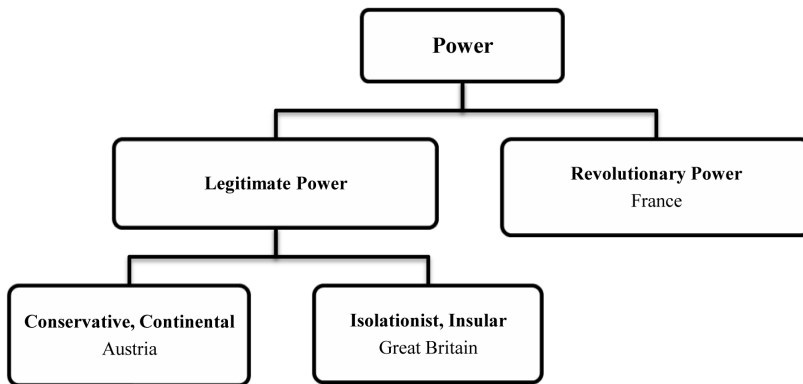 Power
Legitimate Power
Revolutionary Power
France
Conservative, Continental
Austria
Isolationist, Insular
Great Britain